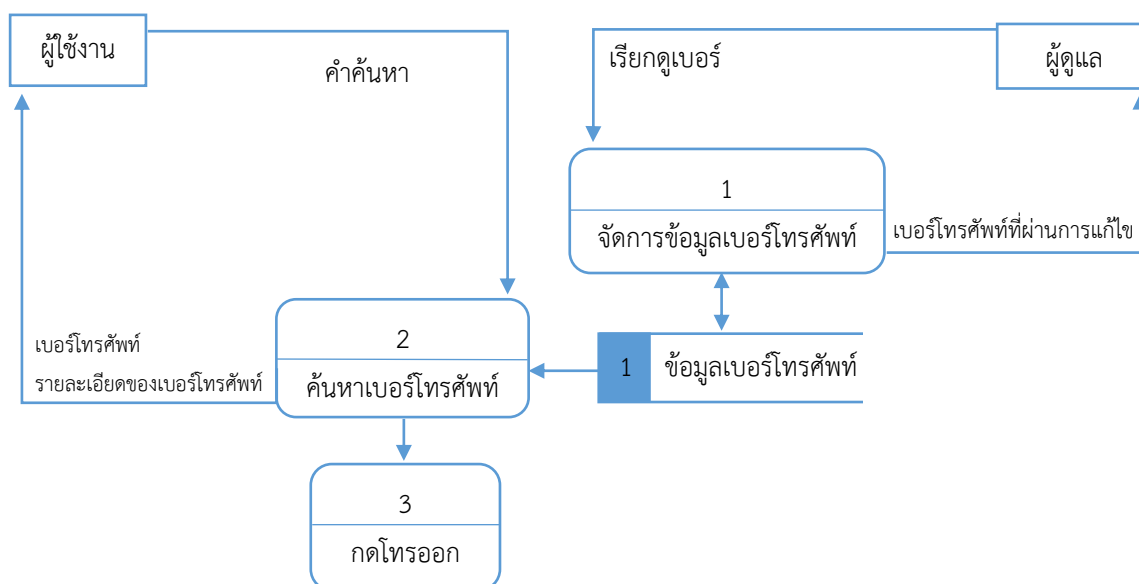 ผู้ใช้งาน
คำค้นหา
เรียกดูเบอร์
ผู้ดูแล
1
จัดการข้อมูลเบอร์โทรศัพท์
เบอร์โทรศัพท์ที่ผ่านการแก้ไข
เบอร์โทรศัพท์
รายละเอียดของเบอร์โทรศัพท์
2
ค้นหาเบอร์โทรศัพท์
1 ข้อมูลเบอร์โทรศัพท์
3
กดโทรออก